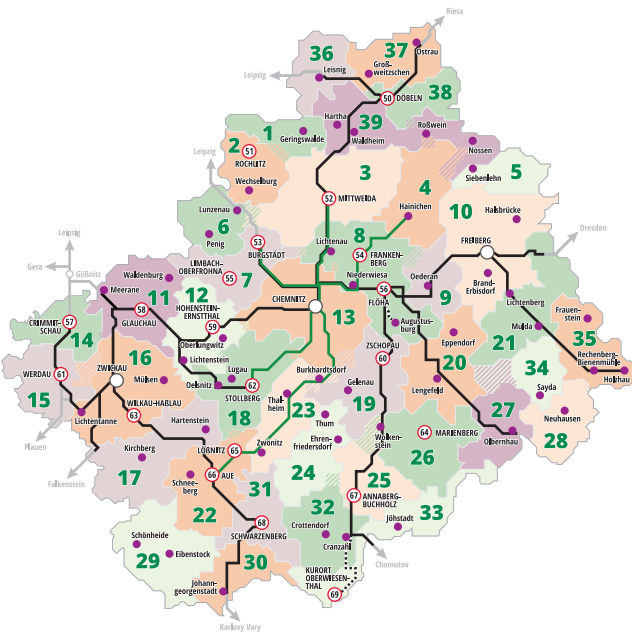 Riesa
36
37
Ostrau
Leipzig
Leisnig
Groß-
weitzschen
38
50
DÖBELN
Hartha
39
Waldheim
Roßwein
1
Geringswalde
2
51
ROCHLITZ
Nossen
Leipzig
3
Siebenlehn
5
Wechselburg
4
52
MITTWEIDA
Lunzenau
6
Penig
Hainichen
10
Halsbrücke
Leipzig
53
BURGSTÄDT
Lichtenau
8
54
FRANKEN-
BERG
FREIBERG
Dresden
Gera
Gößnitz
Waldenburg
LIMBACH-
OBERFROHNA
55
7
Niederwiesa
56
FLÖHA
Oederan
9
Brand-
Erbisdorf
Meerane
11
12
HOHENSTEIN-
ERNSTTHAL
CHEMNITZ
13
Lichtenberg
58
GLAUCHAU
59
Oberlungwitz
Augustus-
burg
Mulda
Frauen-
stein
35
57
CRIMMIT-
SCHAU
14
21
Eppendorf
ZSCHOPAU
60
20
16
Lichtenstein
Rechenberg-
Bienenmühle
Holzhau
34
WERDAU
61
ZWICKAU
Mülsen
Oelsnitz
Lugau
62
STOLLBERG
Burkhardtsdorf
Gelenau
Lengefeld
Sayda
15
WILKAU-HAßLAU
63
Thal-
heim
23
19
27
Neuhausen
Lichtentanne
Hartenstein
18
Thum
Wolken-
stein
64
MARIENBERG
Olbernhau
28
Plauen
Kirchberg
LÖßNITZ
65
Zwönitz
Ehren-
friedersdorf
26
Falkenstein
17
Schnee-
berg
66
AUE
31
24
25
67
ANNABERG-
BUCHHOLZ
22
32
33
68
SCHWARZENBERG
Crottendorf
Jöhstadt
Schönheide
Eibenstock
29
Cranzahl
30
Chomutov
KURORT
OBERWIESEN-
THAL
69
Johann-
georgenstadt
Karlovy Vary